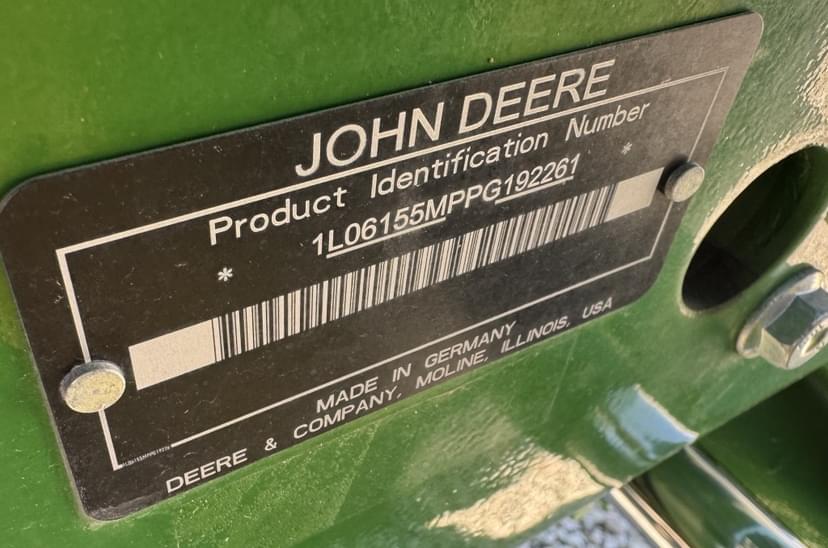 JOHN DEERE
Product Identification Number
* 1L06155MPPG192261 *
MADE IN GERMANY
DEERE & COMPANY, MOLINE, ILLINOIS, USA